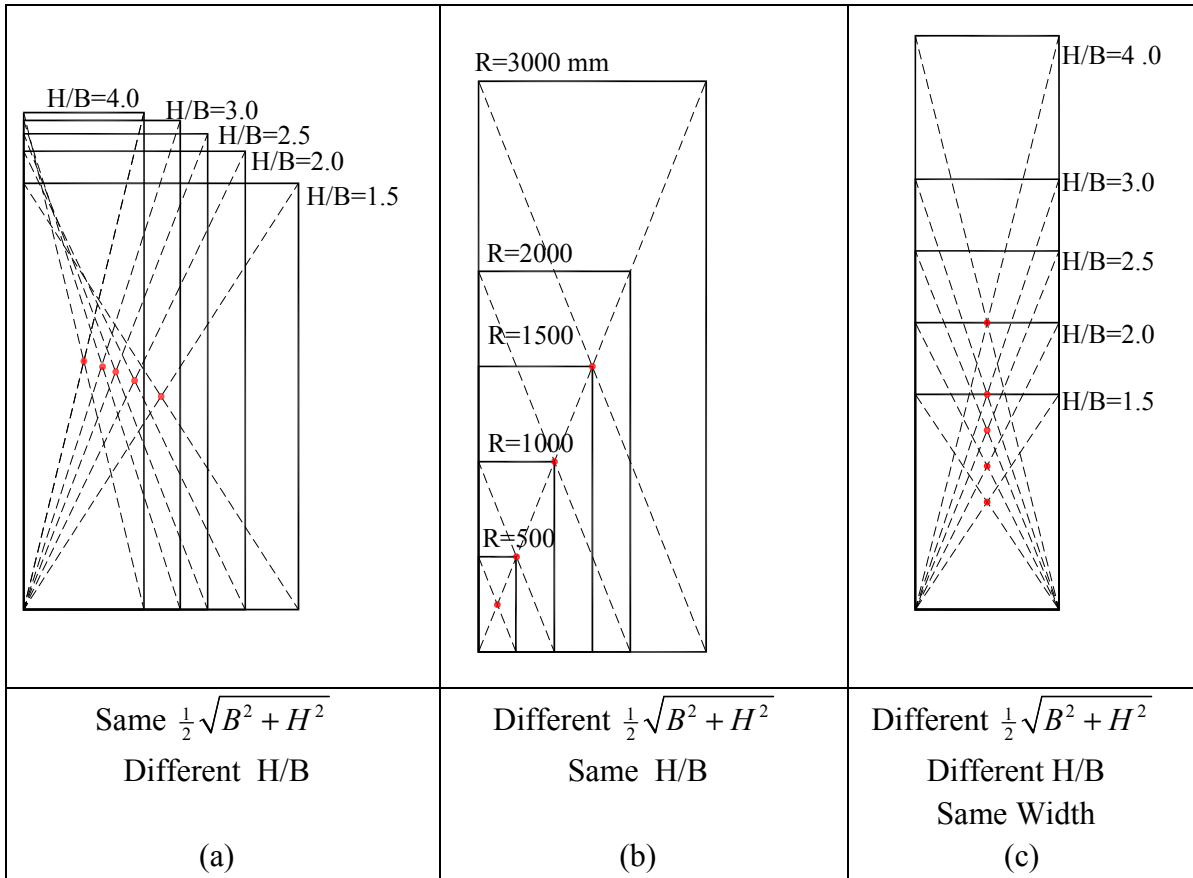 H/B=4.0
H/B=3.0
H/B=2.5
H/B=2.0
H/B=1.5
Same ½√B² + H²
Different H/B
(a)
R=3000 mm
R=2000
R=1500
R=1000
R=500
Different ½√B² + H²
Same H/B
(b)
H/B=4 .0
H/B=3.0
H/B=2.5
H/B=2.0
H/B=1.5
Different ½√B² + H²
Different H/B
Same Width
(c)